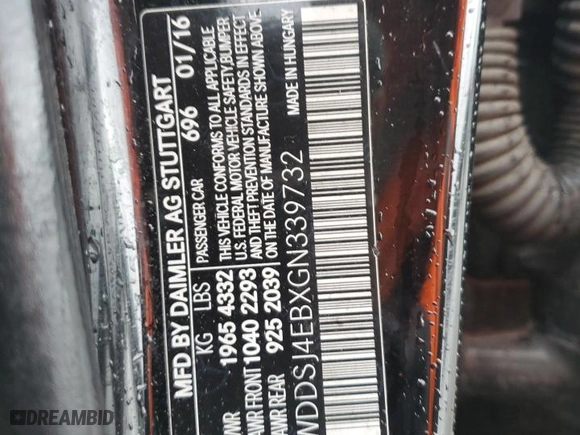 MFD BY DAIMLER AG STUTTGART
696 01/16
KG LBS
PASSENGER CAR
1965 4332
THIS VEHICLE CONFORMS TO ALL APPLICABLE
U.S. FEDERAL MOTOR VEHICLE SAFETY, BUMPER
AWR FRONT 1040 2293
AND THEFT PREVENTION STANDARDS IN EFFECT
AWR REAR 925 2039
ON THE DATE OF MANUFACTURE SHOWN ABOVE.
WDDSJ4EBXGN339732
MADE IN HUNGARY
DREAMBID